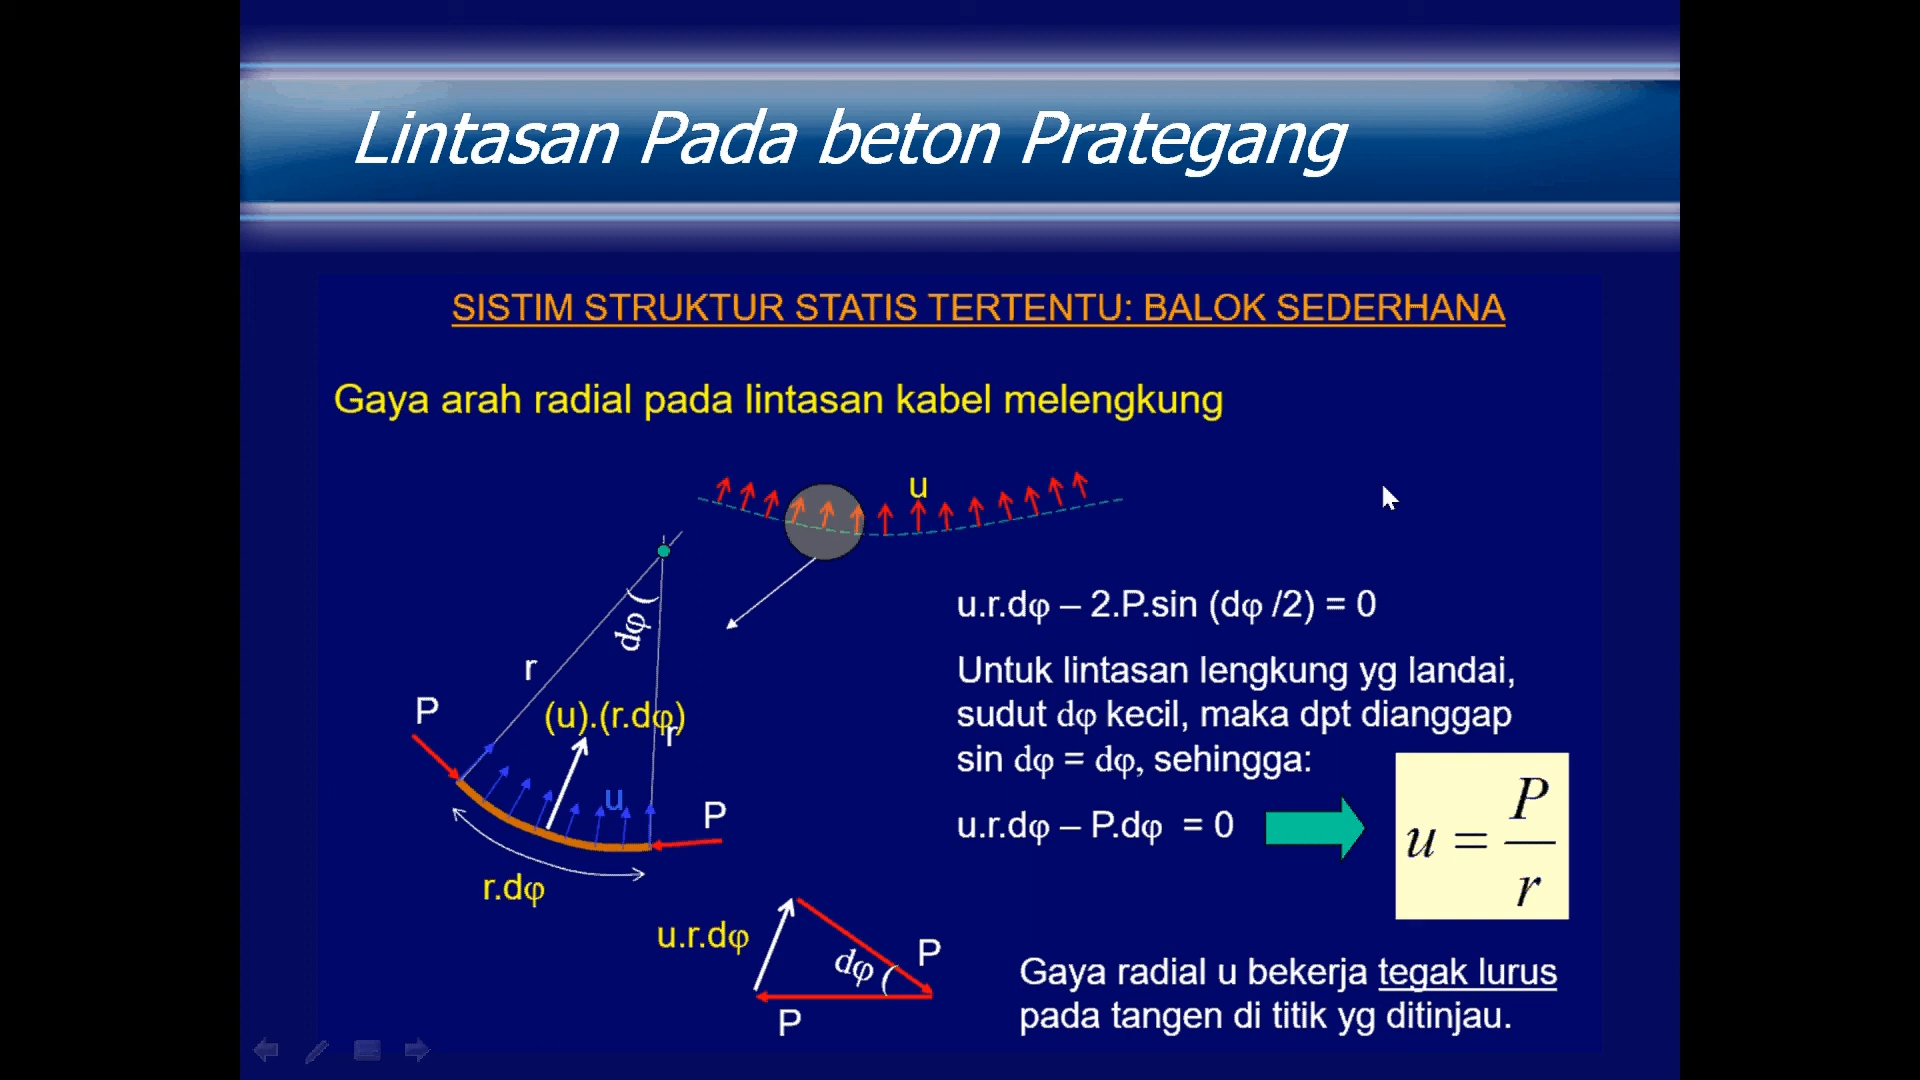 Lintasan Pada beton Prategang
SISTIM STRUKTUR STATIS TERTENTU: BALOK SEDERHANA
Gaya arah radial pada lintasan kabel melengkung
u
dφ
r
P
(u).(r.dφ)
r
u
P
r.dφ
u.r.dφ – 2.P.sin (dφ /2) = 0
Untuk lintasan lengkung yg landai,
sudut dφ kecil, maka dpt dianggap
sin dφ = dφ, sehingga:
u.r.dφ – P.dφ = 0
u = P/r
u.r.dφ
dφ
P
P
Gaya radial u bekerja tegak lurus
pada tangen di titik yg ditinjau.